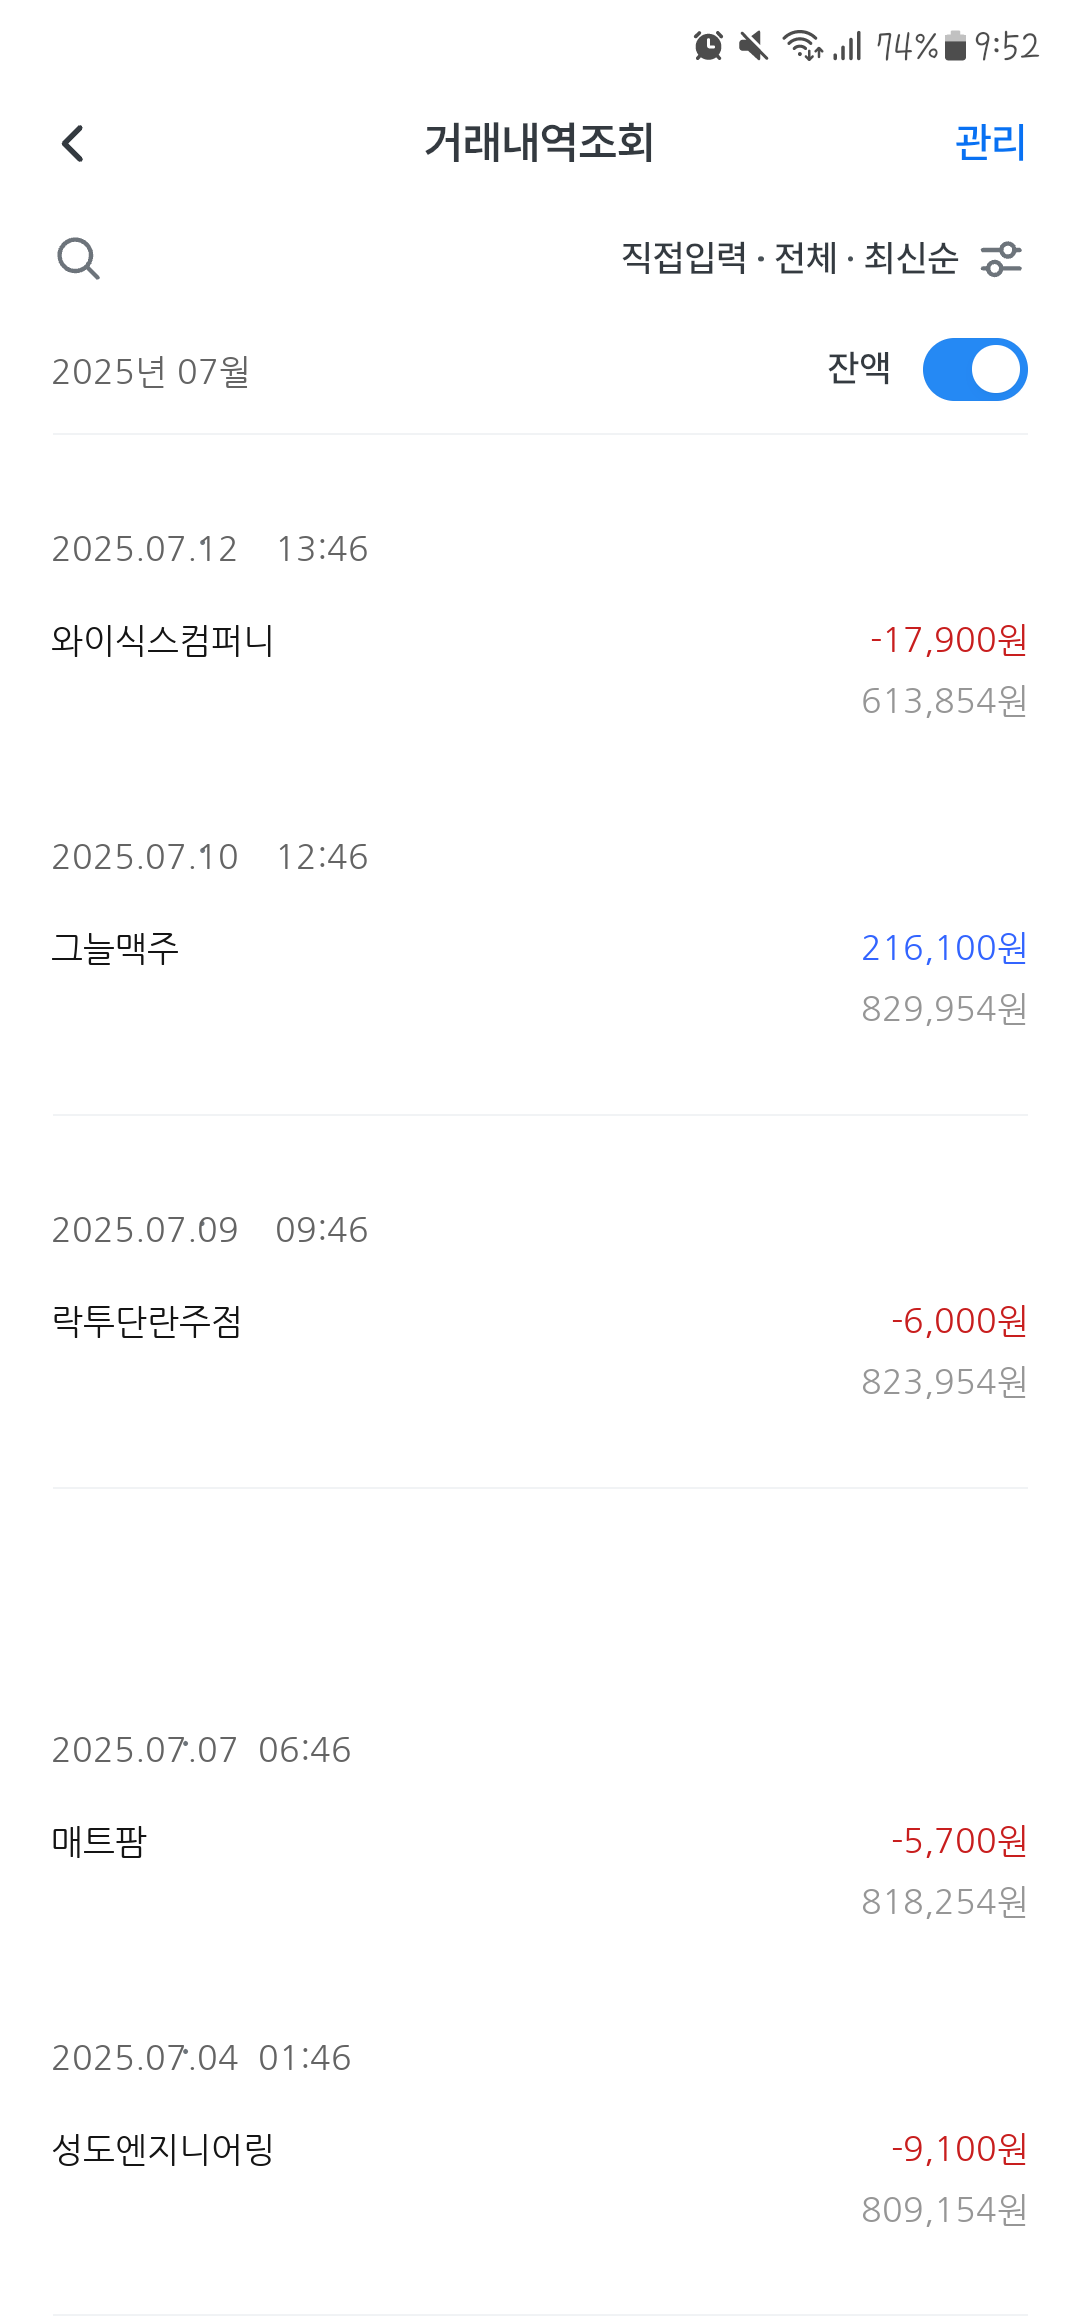 74% 9:52
거래내역조회 관리
직접입력 · 전체 · 최신순
2025년 07월 잔액
2025.07.12 13:46
와이식스컴퍼니 -17,900원
613,854원
2025.07.10 12:46
그늘맥주 216,100원
829,954원
2025.07.09 09:46
락투단란주점 -6,000원
823,954원
2025.07.07 06:46
매트팜 -5,700원
818,254원
2025.07.04 01:46
성도엔지니어링 -9,100원
809,154원